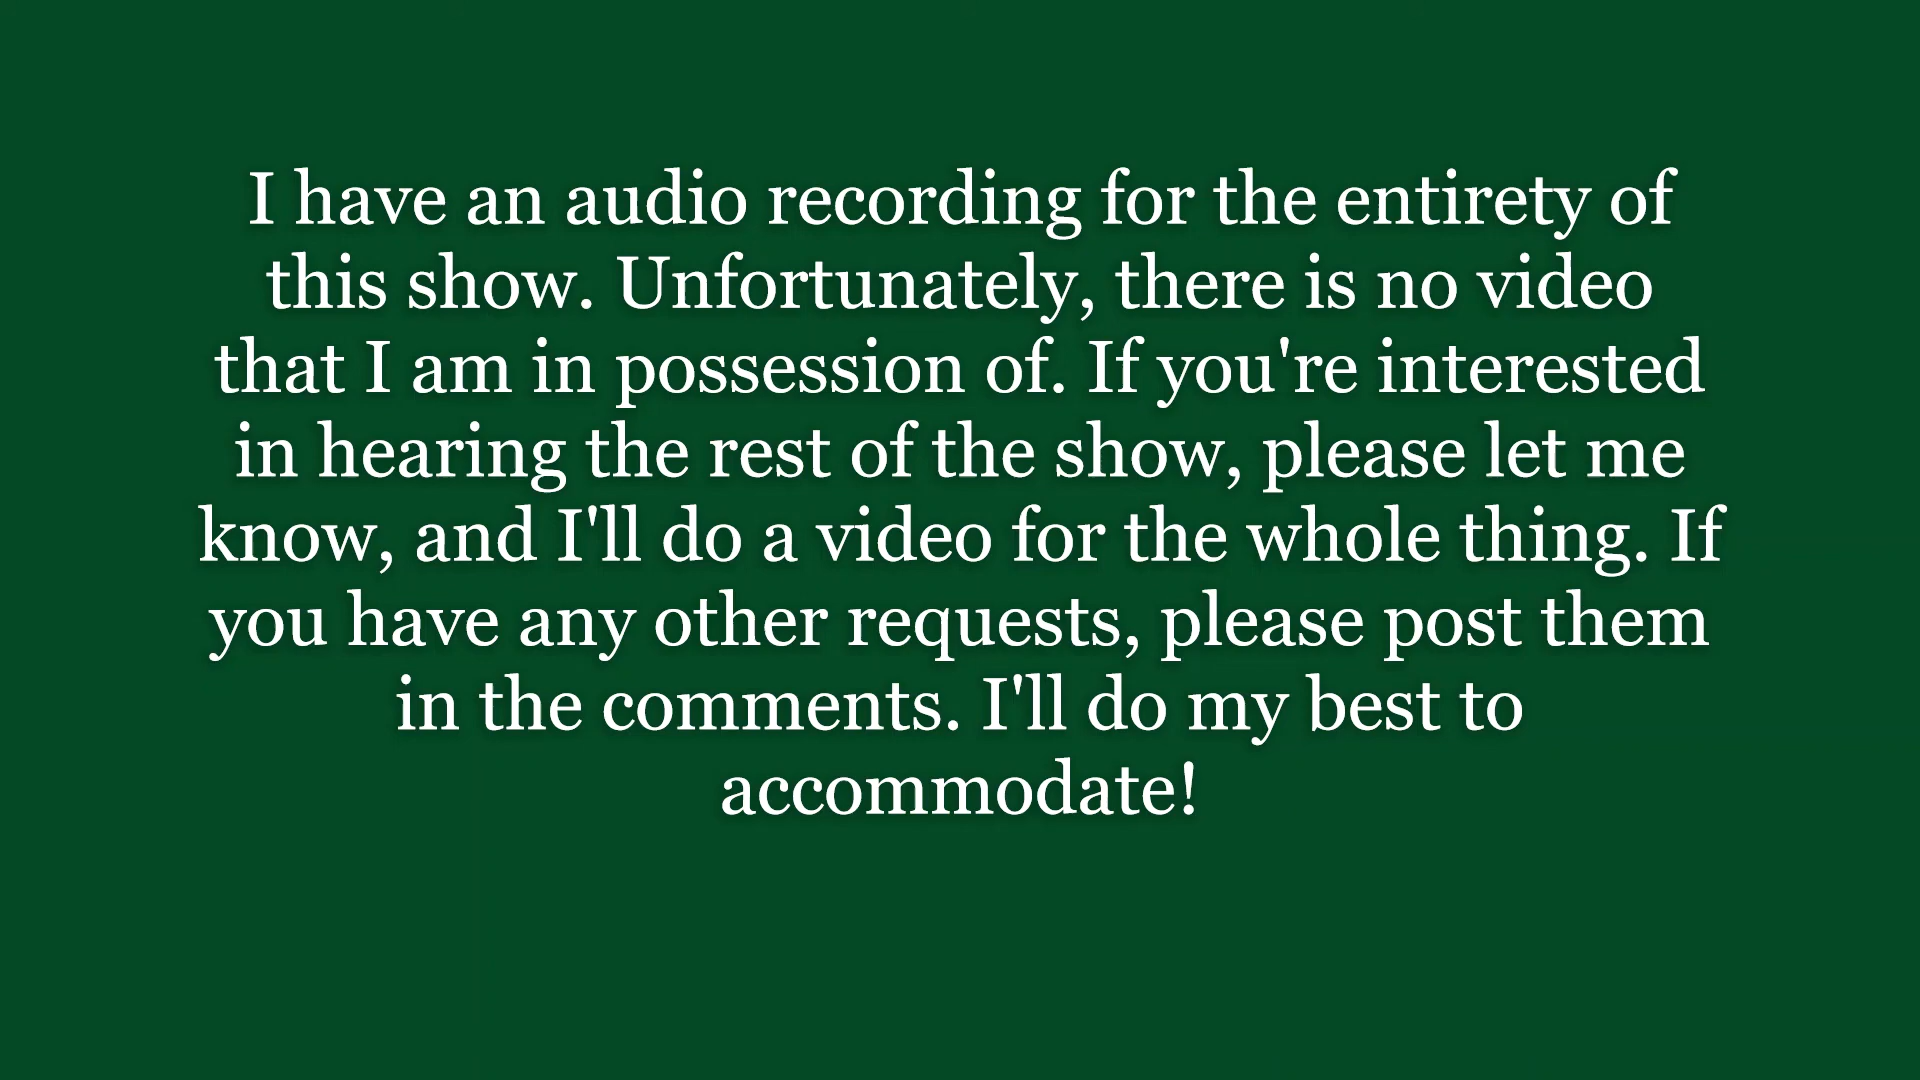 I have an audio recording for the entirety of
this show. Unfortunately, there is no video
that I am in possession of. If you're interested
in hearing the rest of the show, please let me
know, and I'll do a video for the whole thing. If
you have any other requests, please post them
in the comments. I'll do my best to
accommodate!